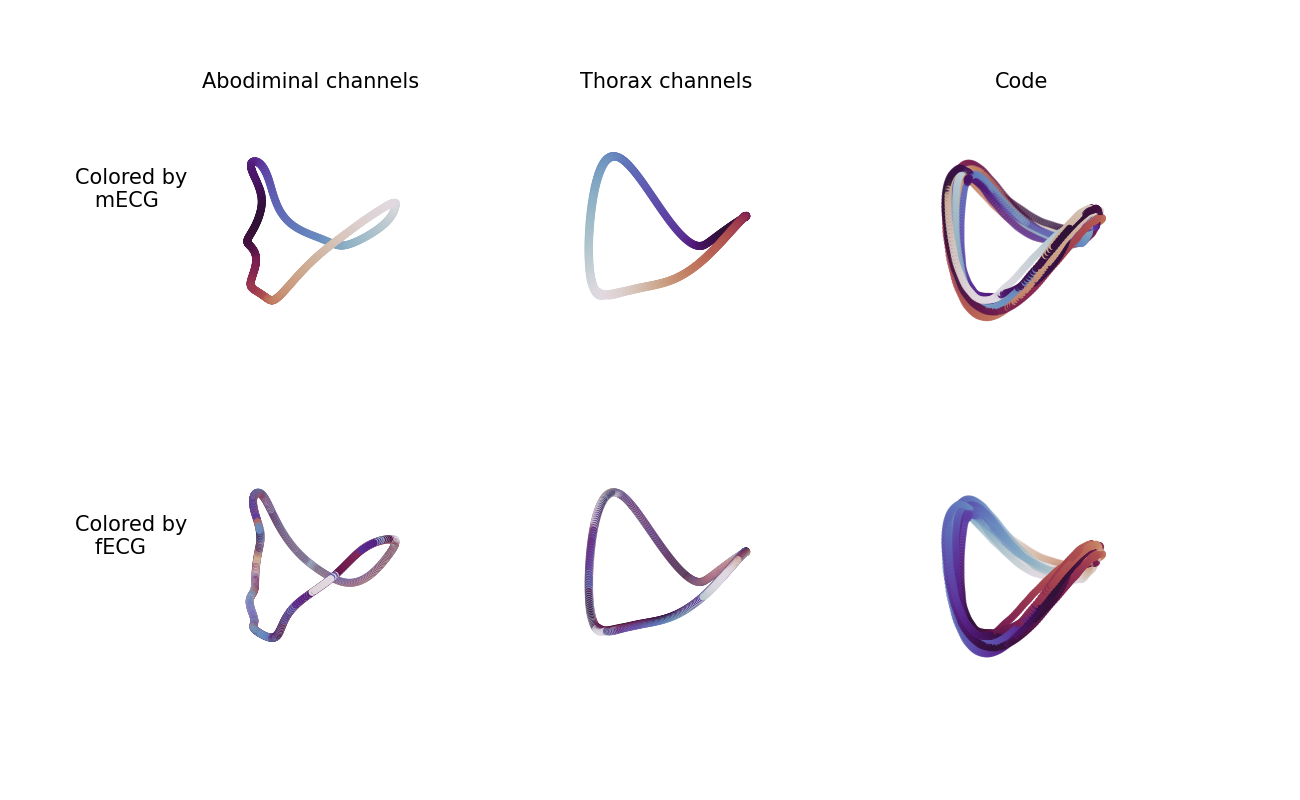 Abodiminal channels
Thorax channels
Code
Colored by
mECG
Colored by
fECG